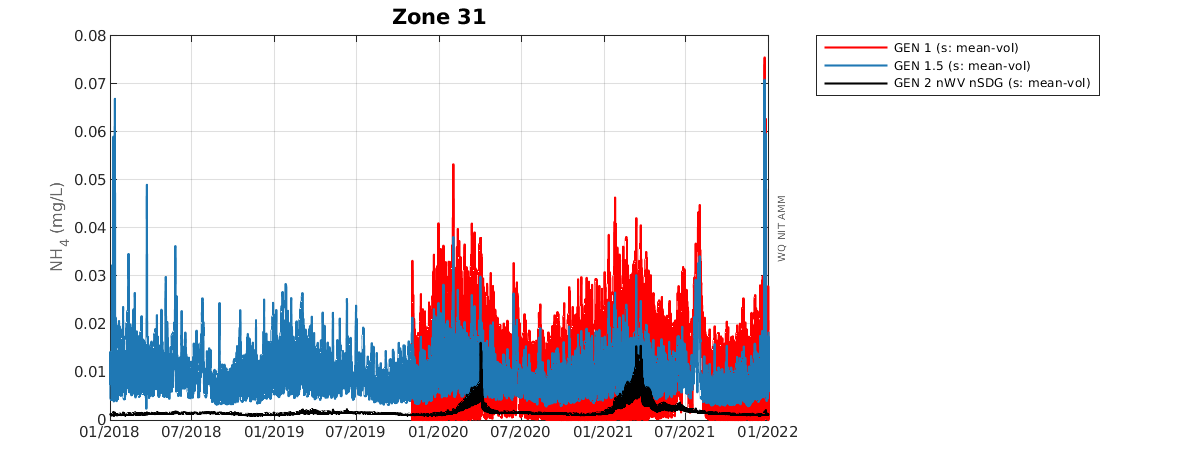 Zone 31
0.08
0.07
0.06
0.05
0.04
0.03
0.02
0.01
0
NH4 (mg/L)
01/2018 07/2018 01/2019 07/2019 01/2020 07/2020 01/2021 07/2021 01/2022
WQ NIT AMM
GEN 1 (s: mean-vol)
GEN 1.5 (s: mean-vol)
GEN 2 nWV nSDG (s: mean-vol)